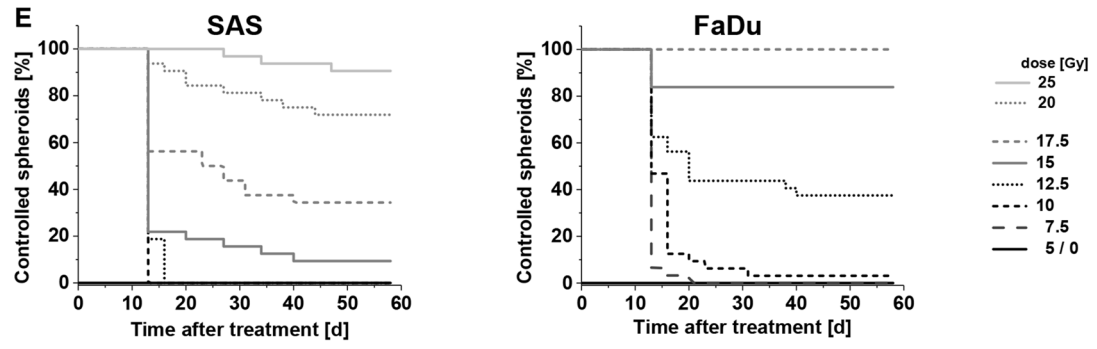 E
SAS
Controlled spheroids [%]
100
80
60
40
20
0
0 10 20 30 40 50 60
Time after treatment [d]
FaDu
Controlled spheroids [%]
100
80
60
40
20
0
0 10 20 30 40 50 60
Time after treatment [d]
dose [Gy]
25
20
17.5
15
12.5
10
7.5
5 / 0